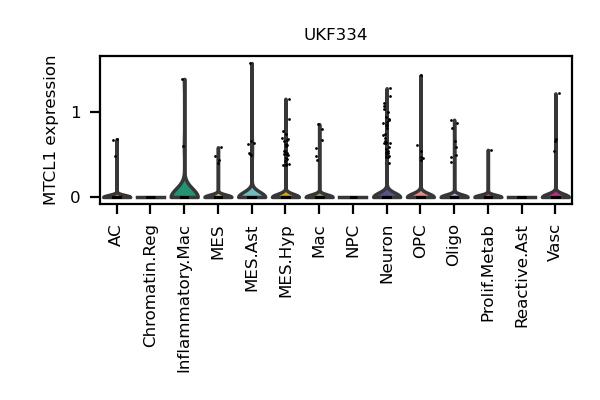 UKF334
MTCL1 expression
1
0
AC
Chromatin.Reg
Inflammatory.Mac
MES
MES.Ast
MES.Hyp
Mac
NPC
Neuron
OPC
Oligo
Prolif.Metab
Reactive.Ast
Vasc